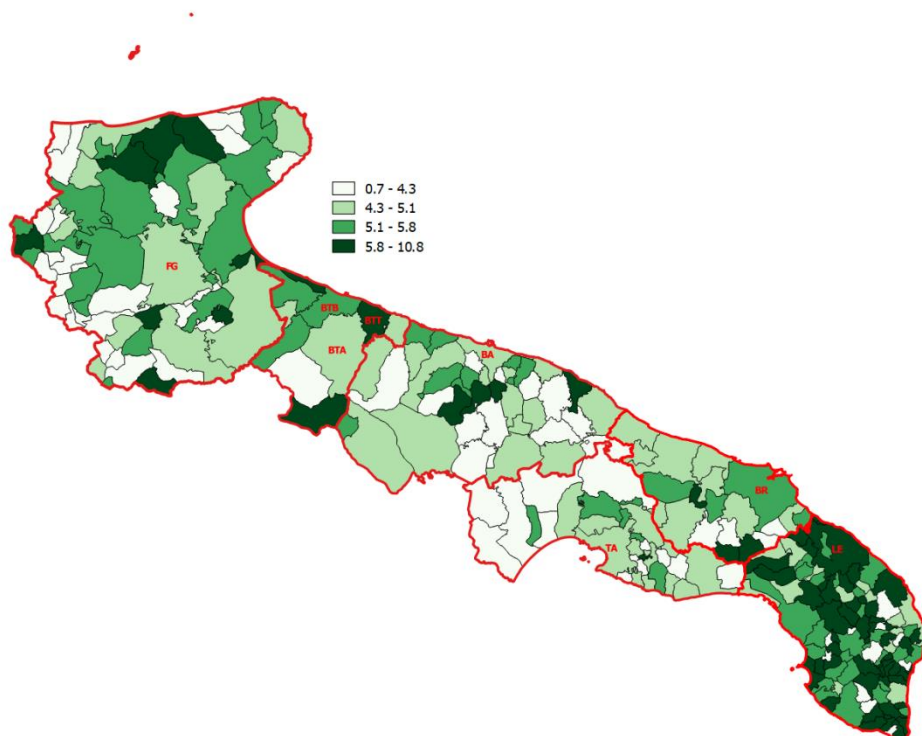 0.7 - 4.3
4.3 - 5.1
5.1 - 5.8
5.8 - 10.8
FG
BTB
BTT
BTA
BA
BR
TA
LE